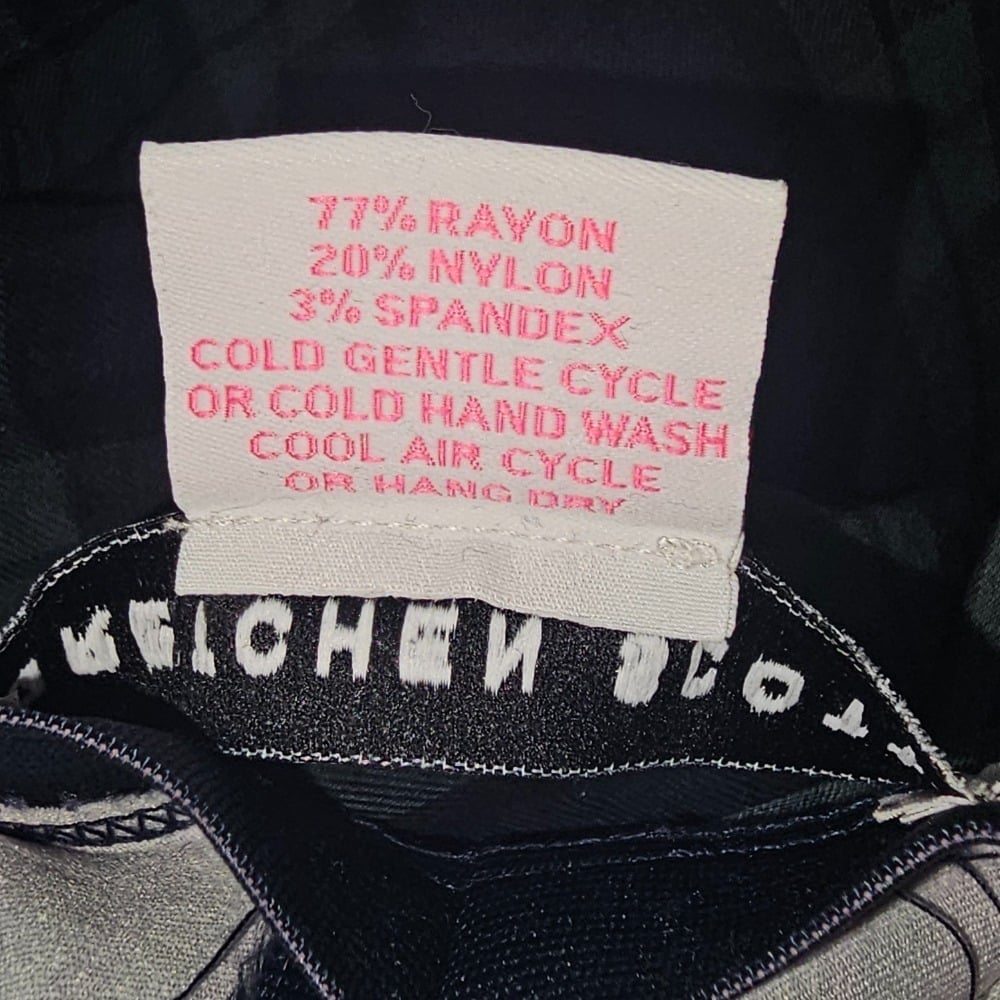 77% RAYON
20% NYLON
3% SPANDEX
COLD GENTLE CYCLE
OR COLD HAND WASH
COOL AIR CYCLE
OR HANG DRY